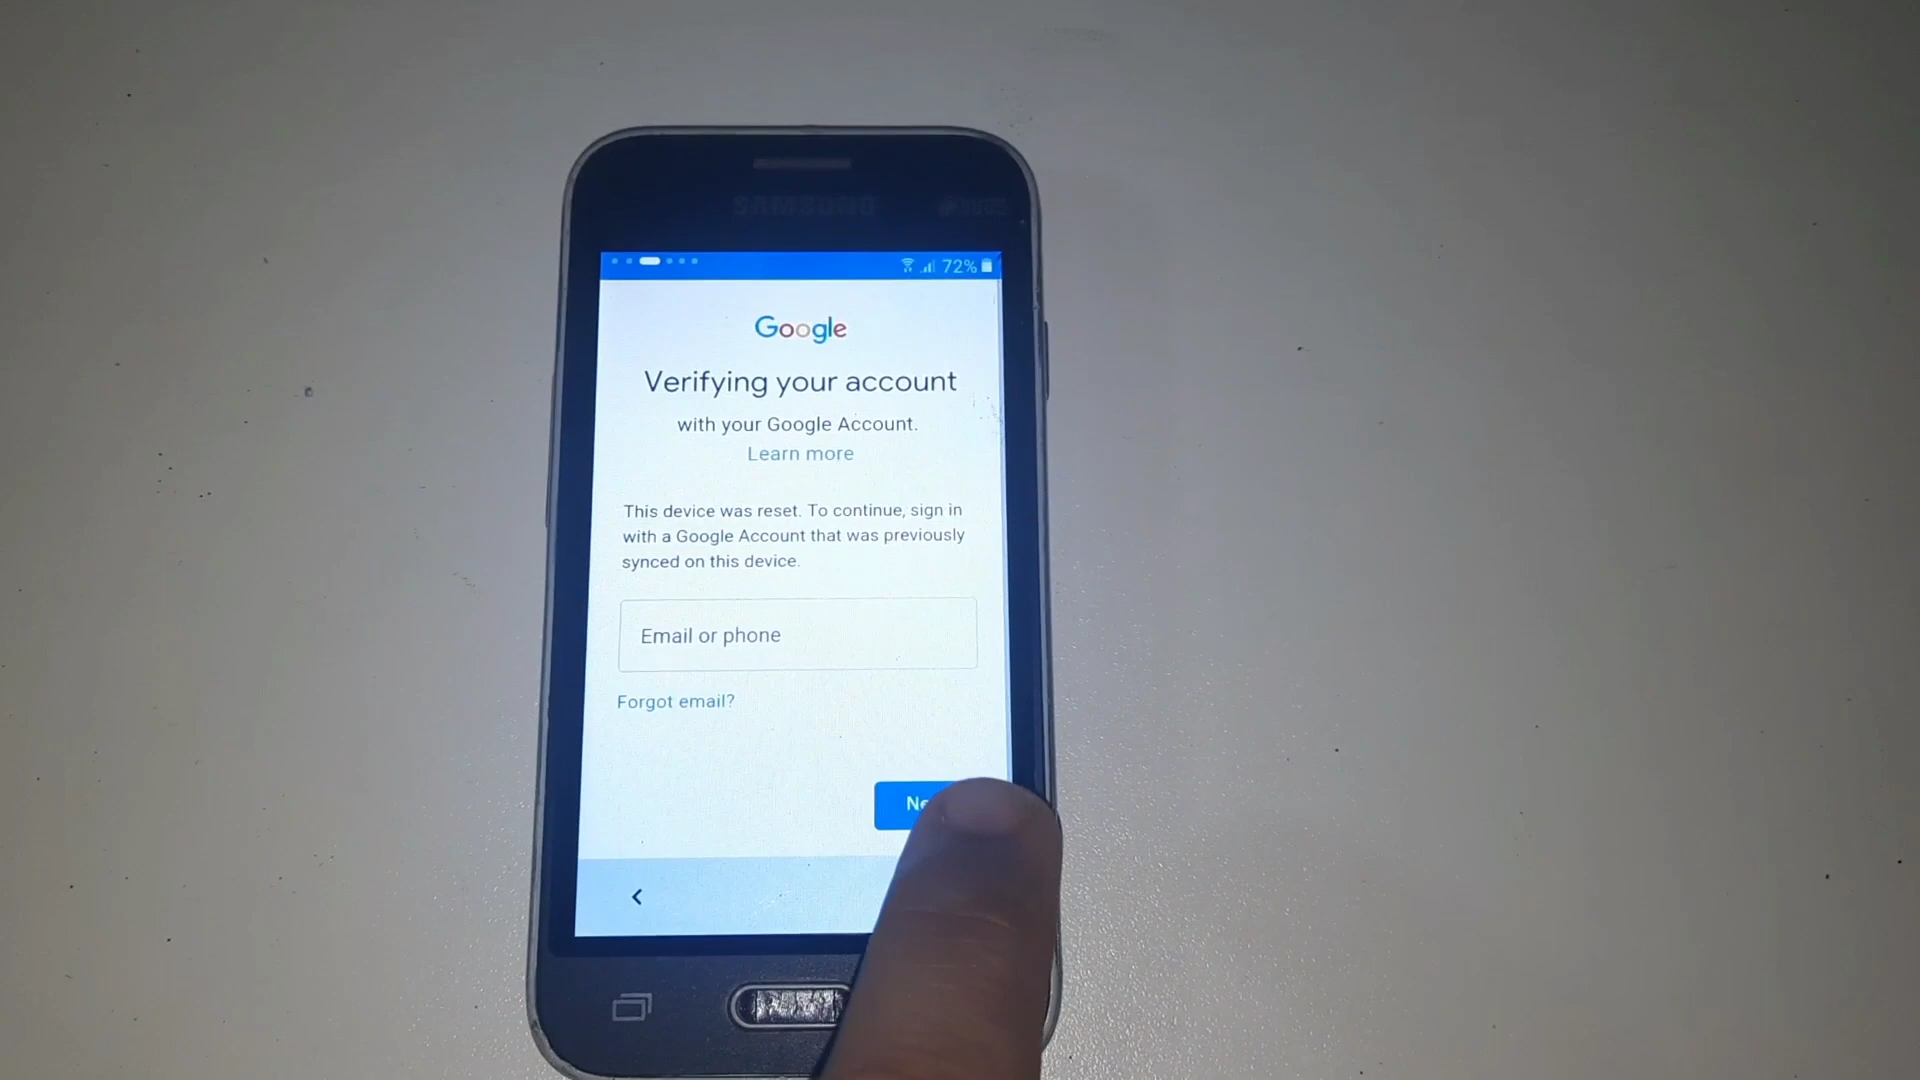 SAMSUNG
72%
Google
Verifying your account
with your Google Account.
Learn more
This device was reset. To continue, sign in
with a Google Account that was previously
synced on this device.
Email or phone
Forgot email?